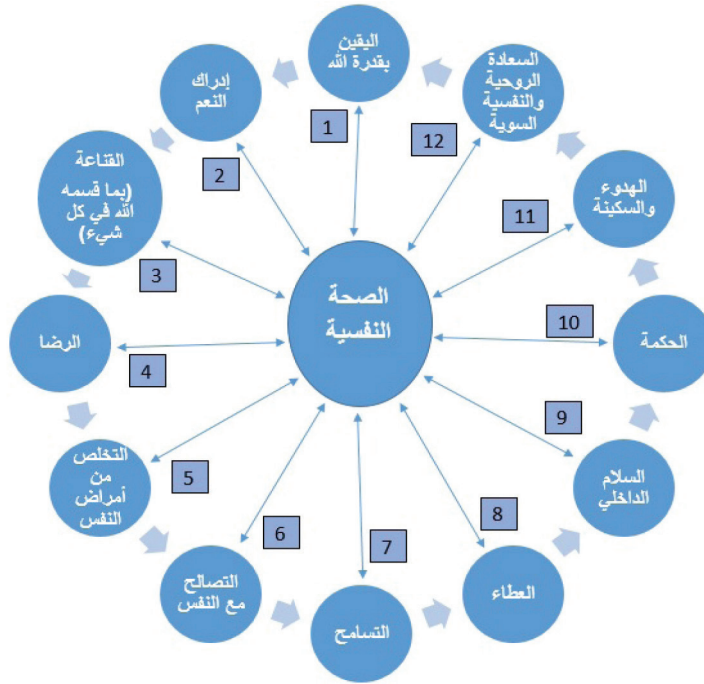 الصحة
النفسية
1
اليقين
بقدرة الله
2
إدراك
النعم
3
القناعة
(بما قسمه
الله في كل
شيء)
4
الرضا
5
التخلص
من
أمراض
النفس
6
التصالح
مع النفس
7
التسامح
8
العطاء
9
السلام
الداخلي
10
الحكمة
11
الهدوء
والسكينة
12
السعادة
الروحية
والنفسية
السوية